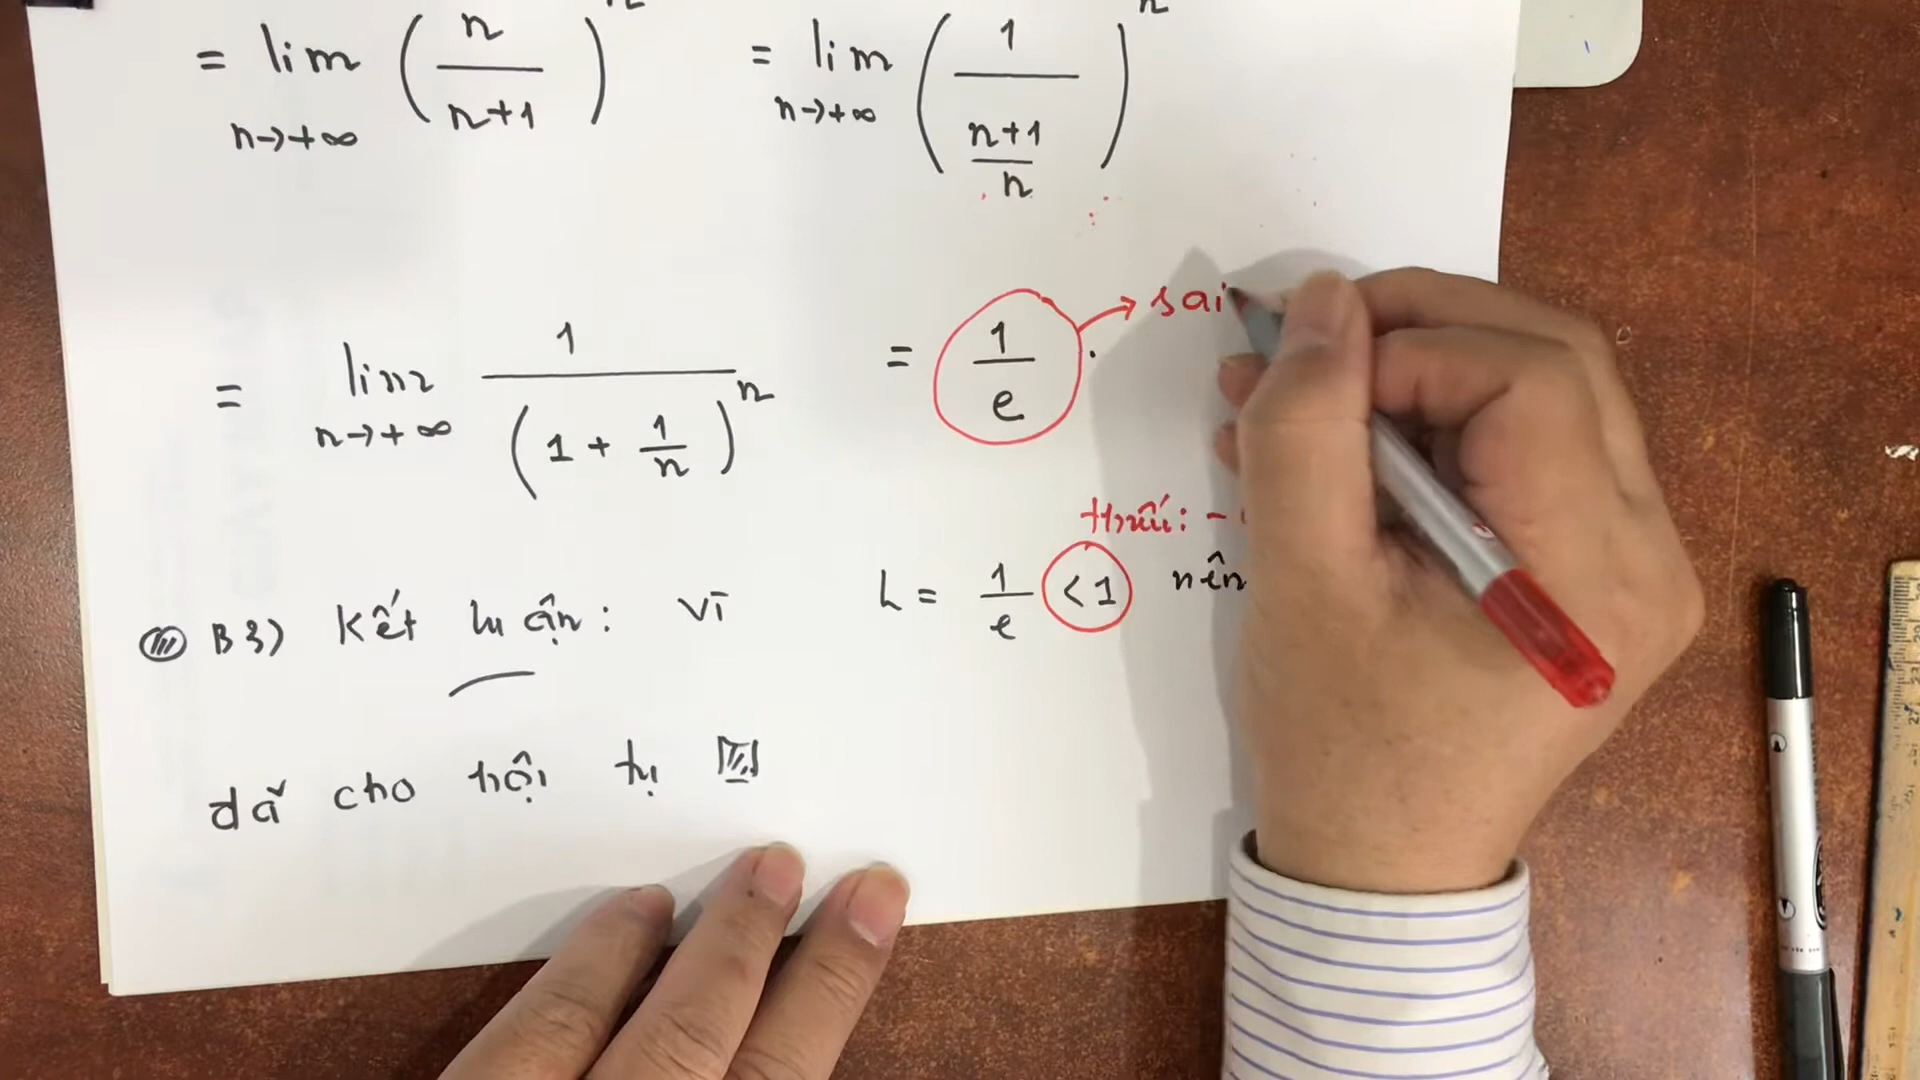 = lim n→+∞ (n/(n+1))^n = lim n→+∞ (1/((n+1)/n))^n
= lim n→+∞ 1/(1 + 1/n)^n = 1/e . → sai
thiếu: -
B3) Kết luận: Vì L = 1/e < 1 nên
đã cho hội tụ